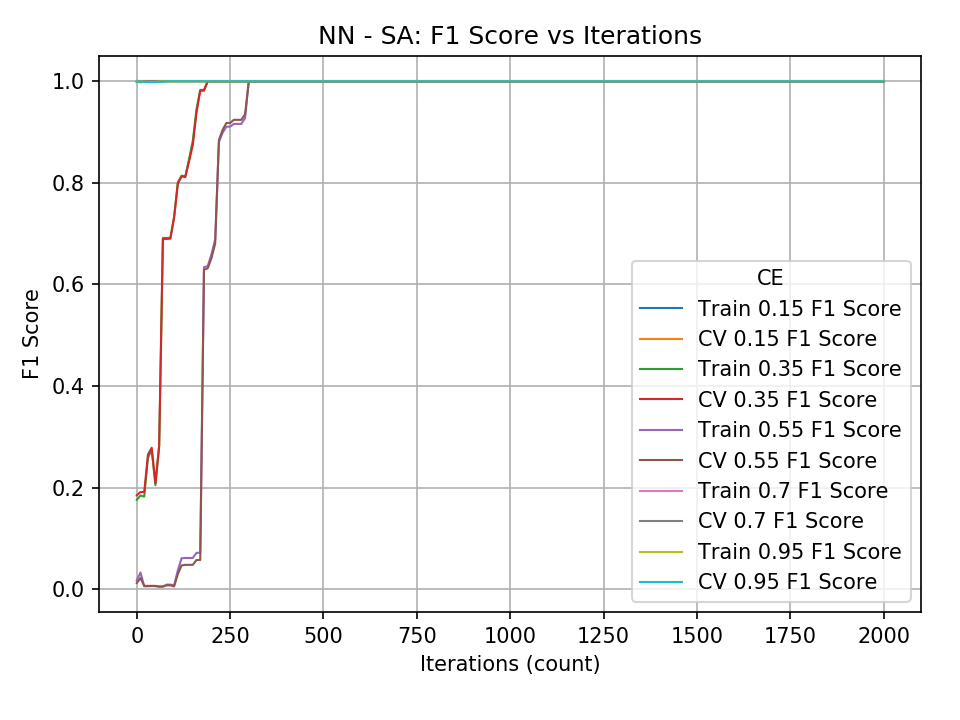 NN - SA: F1 Score vs Iterations
1.0
0.8
0.6
0.4
0.2
0.0
F1 Score
CE
Train 0.15 F1 Score
CV 0.15 F1 Score
Train 0.35 F1 Score
CV 0.35 F1 Score
Train 0.55 F1 Score
CV 0.55 F1 Score
Train 0.7 F1 Score
CV 0.7 F1 Score
Train 0.95 F1 Score
CV 0.95 F1 Score
0 250 500 750 1000 1250 1500 1750 2000
Iterations (count)